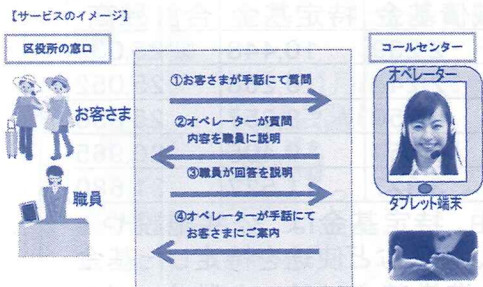 【サービスのイメージ】
区役所の窓口
コールセンター
お客さま
職員
①お客さまが手話にて質問
②オペレーターが質問
内容を職員に説明
③職員が回答を説明
④オペレーターが手話にて
お客さまにご案内
オペレーター
タブレット端末